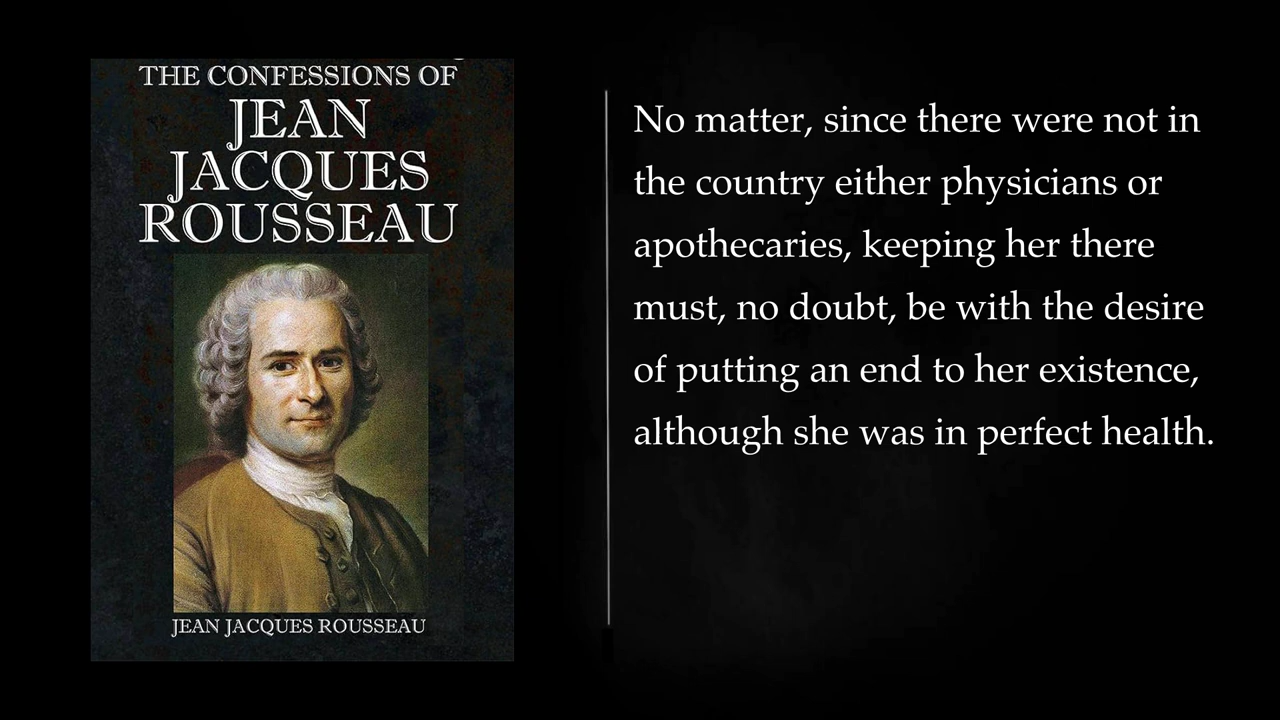 THE CONFESSIONS OF
JEAN
JACQUES
ROUSSEAU
JEAN JACQUES ROUSSEAU
No matter, since there were not in
the country either physicians or
apothecaries, keeping her there
must, no doubt, be with the desire
of putting an end to her existence,
although she was in perfect health.